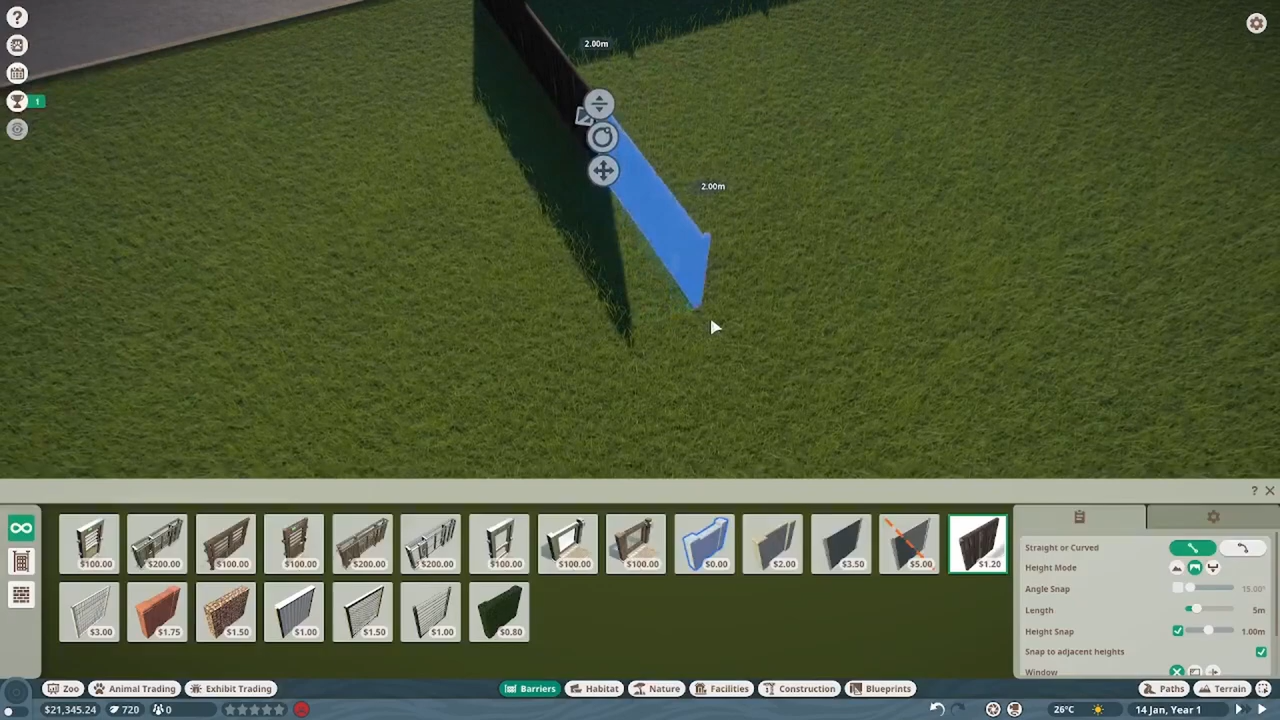 ?
1
2.00m
2.00m
?
$100.00
$200.00
$100.00
$100.00
$200.00
$200.00
$100.00
$100.00
$100.00
$0.00
$2.00
$3.50
$5.00
$1.20
$3.00
$1.75
$1.50
$1.00
$1.50
$1.00
$0.80
Straight or Curved
Height Mode
Angle Snap 15.00°
Length 5m
Height Snap 1.00m
Snap to adjacent heights
Window
Zoo
Animal Trading
Exhibit Trading
Barriers
Habitat
Nature
Facilities
Construction
Blueprints
Paths
Terrain
$21,345.24
720
0
26°C
14 Jan, Year 1